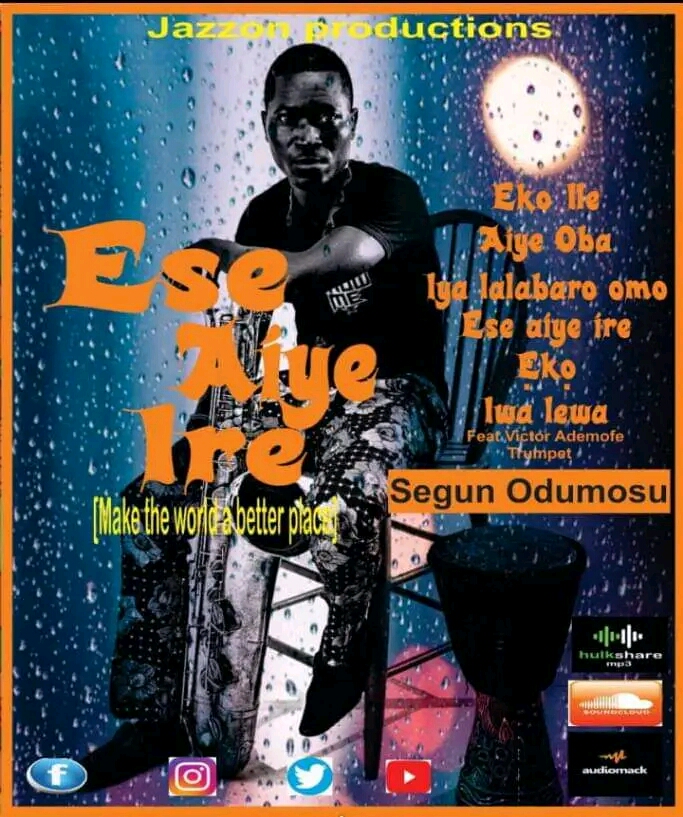 Jazzon productions
Ese
Aiye
Ire
[Make the world a better place]
Eko Ile
Aiye Oba
Iya lalabaro omo
Ese aiye ire
Ẹkọ
Iwa lewa
Feat Victor Ademofe
Trumpet
Segun Odumosu
hulkshare
mp3
SOUNDCLOUD
audiomack
f